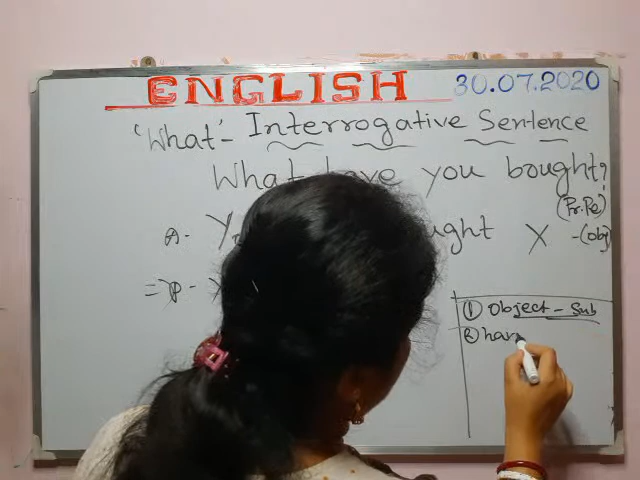 ENGLISH 30.07.2020
'What'- Interrogative Sentence
What have you bought?
(Pr.Pe)
A- ught X -(obj)
① Object - Sub
② hav